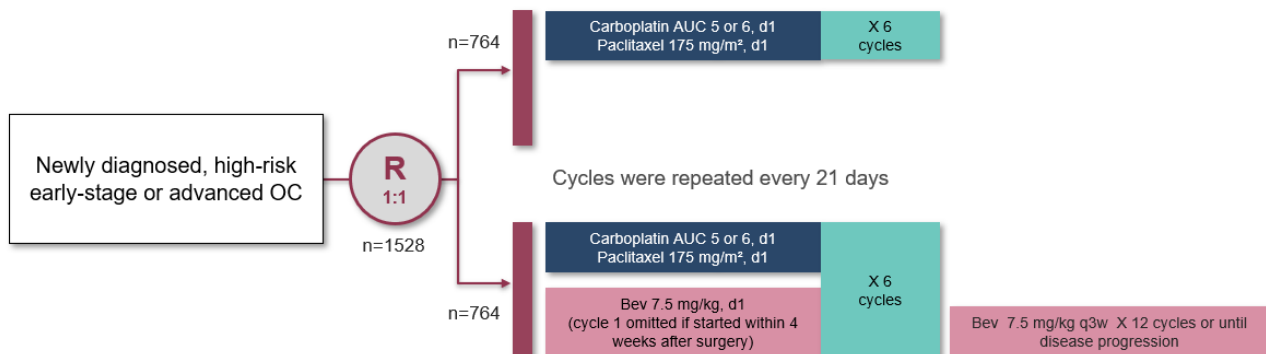 n=764
Carboplatin AUC 5 or 6, d1
Paclitaxel 175 mg/m², d1
X 6
cycles
Newly diagnosed, high-risk
early-stage or advanced OC
R
1:1
n=1528
Cycles were repeated every 21 days
n=764
Carboplatin AUC 5 or 6, d1
Paclitaxel 175 mg/m², d1
Bev 7.5 mg/kg, d1
(cycle 1 omitted if started within 4
weeks after surgery)
X 6
cycles
Bev 7.5 mg/kg q3w X 12 cycles or until
disease progression